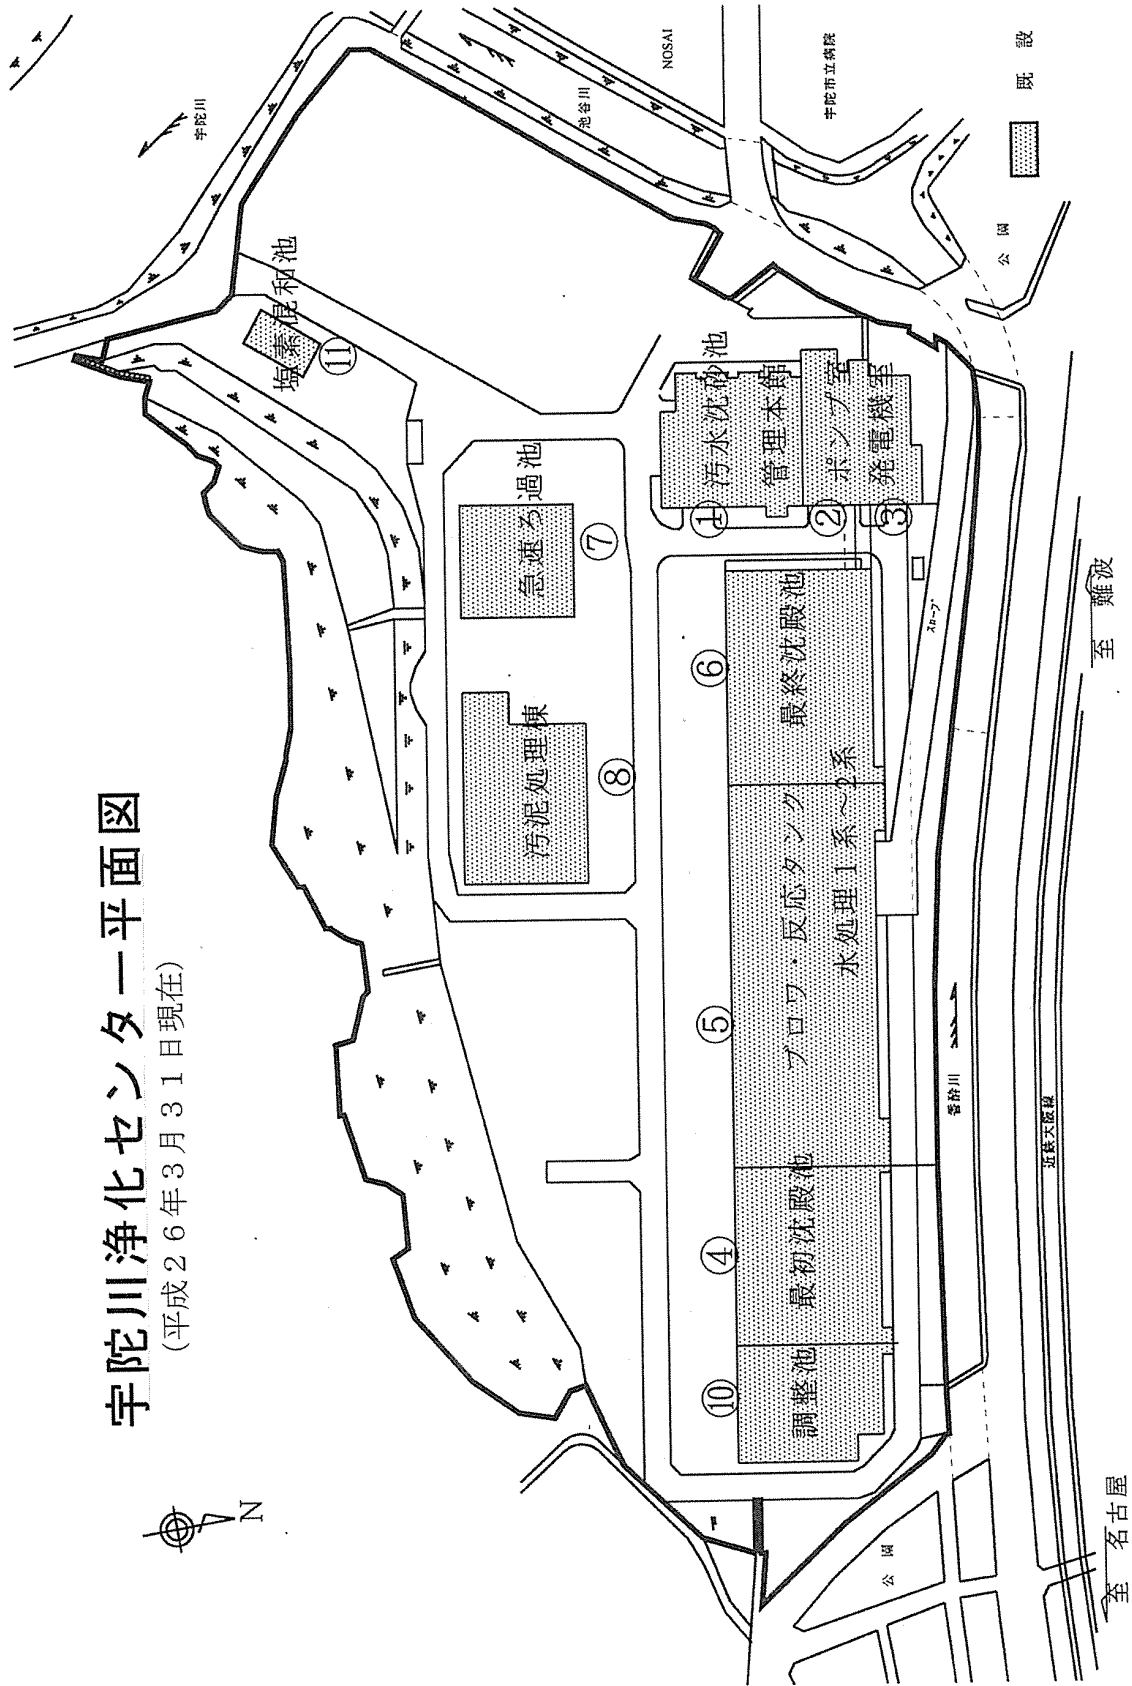 宇陀川浄化センター平面図
(平成２６年３月３１日現在)
N
宇陀川
池谷川
NOSAI
宇陀市立病院
既 設
公 園
塩素混和池
⑪
急速ろ過池
⑦
汚泥処理棟
⑧
汚水沈砂池
①
管理本館
ポンプ室
②
発電機室
③
最終沈殿池
⑥
ブロワ・反応タンク
水処理１系～２系
⑤
最初沈殿池
④
調整池
⑩
スロープ
香酔川
近鉄大阪線
至 難波
至 名古屋
公 園